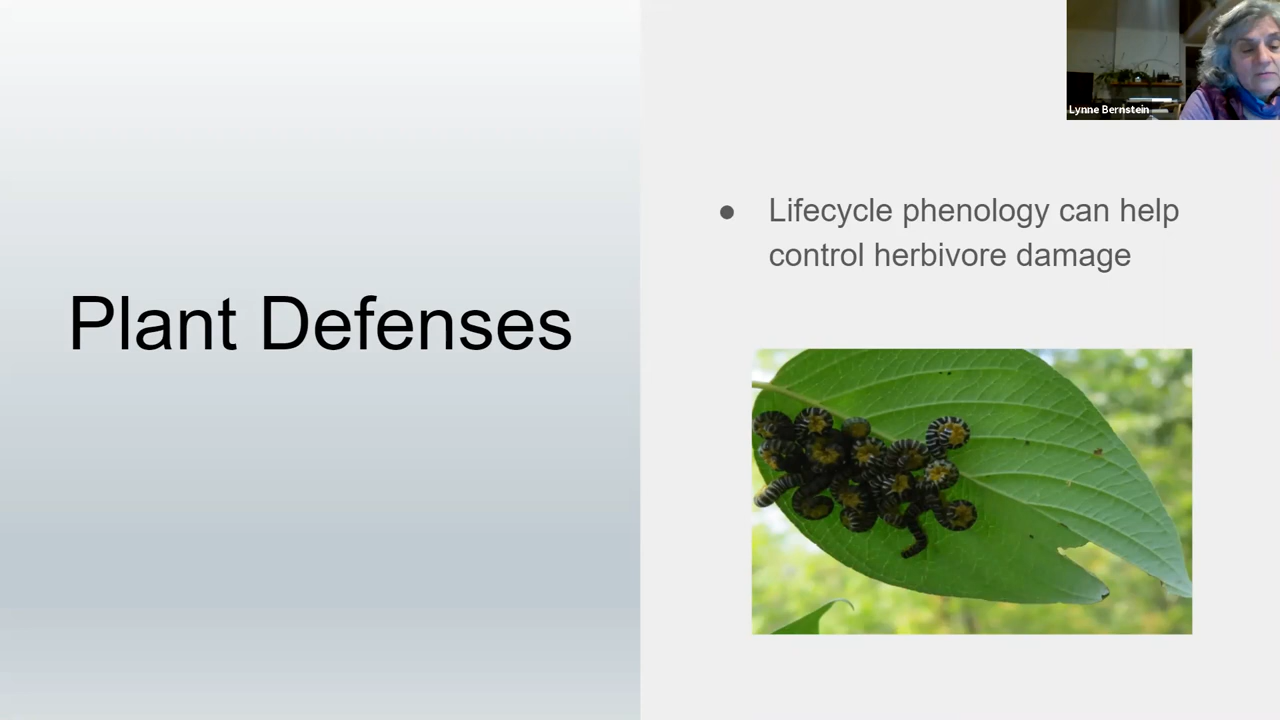 Lynne Bernstein
Plant Defenses
● Lifecycle phenology can help
control herbivore damage